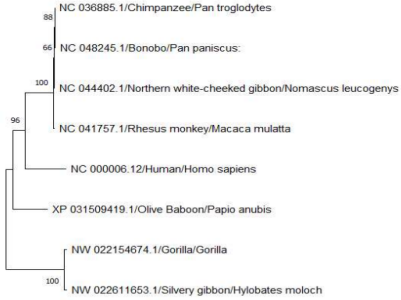 NC 036885.1/Chimpanzee/Pan troglodytes
88
NC 048245.1/Bonobo/Pan paniscus:
66
NC 044402.1/Northern white-cheeked gibbon/Nomascus leucogenys
100
NC 041757.1/Rhesus monkey/Macaca mulatta
96
NC 000006.12/Human/Homo sapiens
XP 031509419.1/Olive Baboon/Papio anubis
NW 022154674.1/Gorilla/Gorilla
100
NW 022611653.1/Silvery gibbon/Hylobates moloch